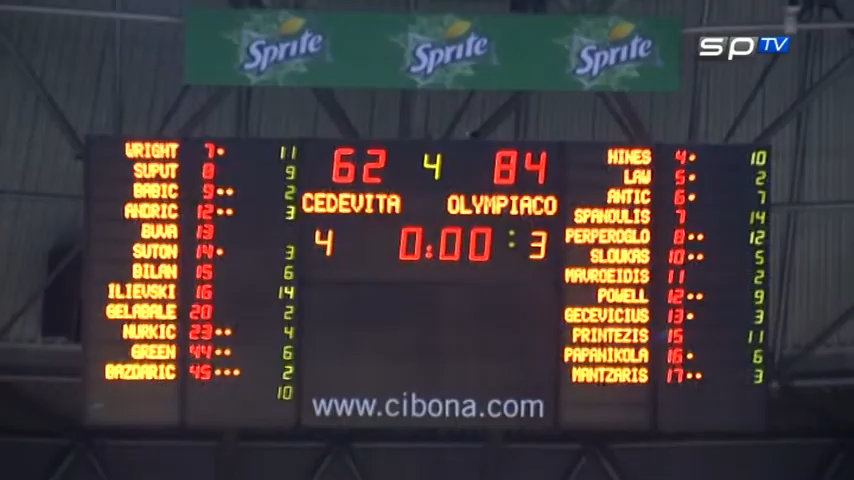 Sprite Sprite Sprite
SPTV
WRIGHT 7• 11
SUPUT 8 9
BABIC 9•• 2
ANDRIC 12•• 3
BUVA 13
SUTON 14• 3
BILAN 15 6
ILIEVSKI 16 14
GELABALE 20 2
NURKIC 23•• 4
GREEN 44•• 6
BAZDARIC 45••• 2
10
62 4 84
CEDEVITA OLYMPIACO
4 0:00 : 3
HINES 4• 10
LAW 5• 2
ANTIC 6• 7
SPANOULIS 7 14
PERPEROGLO 8•• 12
SLOUKAS 10•• 5
MAVROEIDIS 11 2
POWELL 12•• 9
GECEVICIUS 13• 3
PRINTEZIS 15 11
PAPANIKOLA 16• 6
MANTZARIS 17•• 3
www.cibona.com